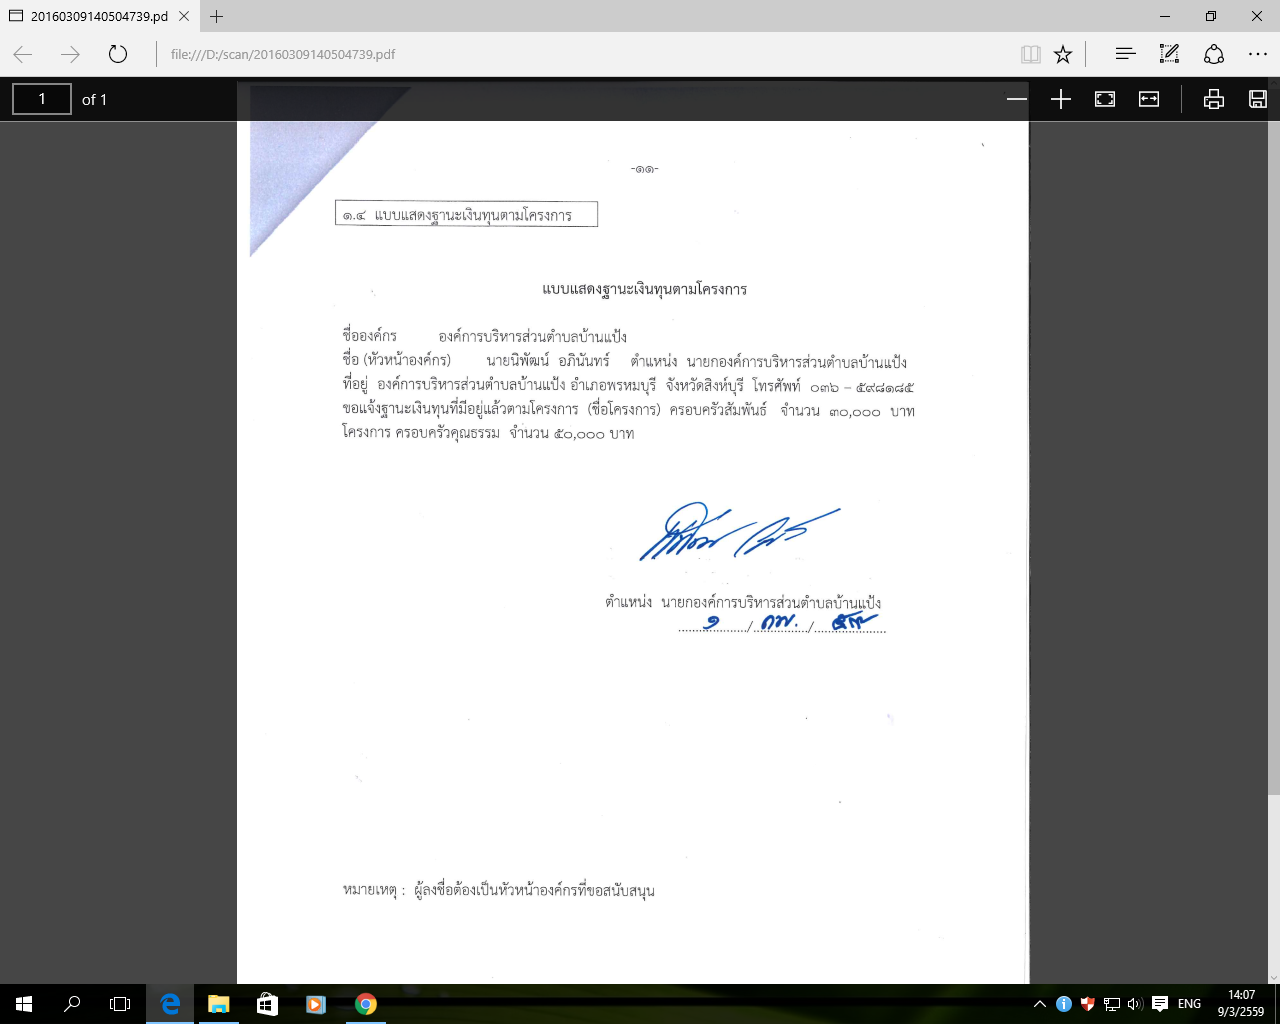 20160309140504739.pd
file:///D:/scan/20160309140504739.pdf
1 of 1
-๑๑-
๑.๔ แบบแสดงฐานะเงินทุนตามโครงการ
แบบแสดงฐานะเงินทุนตามโครงการ
ชื่อองค์กร องค์การบริหารส่วนตำบลบ้านแป้ง
ชื่อ (หัวหน้าองค์กร) นายนิพัฒน์ อภินันทร์ ตำแหน่ง นายกองค์การบริหารส่วนตำบลบ้านแป้ง
ที่อยู่ องค์การบริหารส่วนตำบลบ้านแป้ง อำเภอพรหมบุรี จังหวัดสิงห์บุรี โทรศัพท์ ๐๓๖ – ๕๙๘๑๘๕
ขอแจ้งฐานะเงินทุนที่มีอยู่แล้วตามโครงการ (ชื่อโครงการ) ครอบครัวสัมพันธ์ จำนวน ๓๐,๐๐๐ บาท
โครงการ ครอบครัวคุณธรรม จำนวน ๕๐,๐๐๐ บาท
ตำแหน่ง นายกองค์การบริหารส่วนตำบลบ้านแป้ง
๑ / กพ. /
หมายเหตุ : ผู้ลงชื่อต้องเป็นหัวหน้าองค์กรที่ขอสนับสนุน
ENG
14:07
9/3/2559